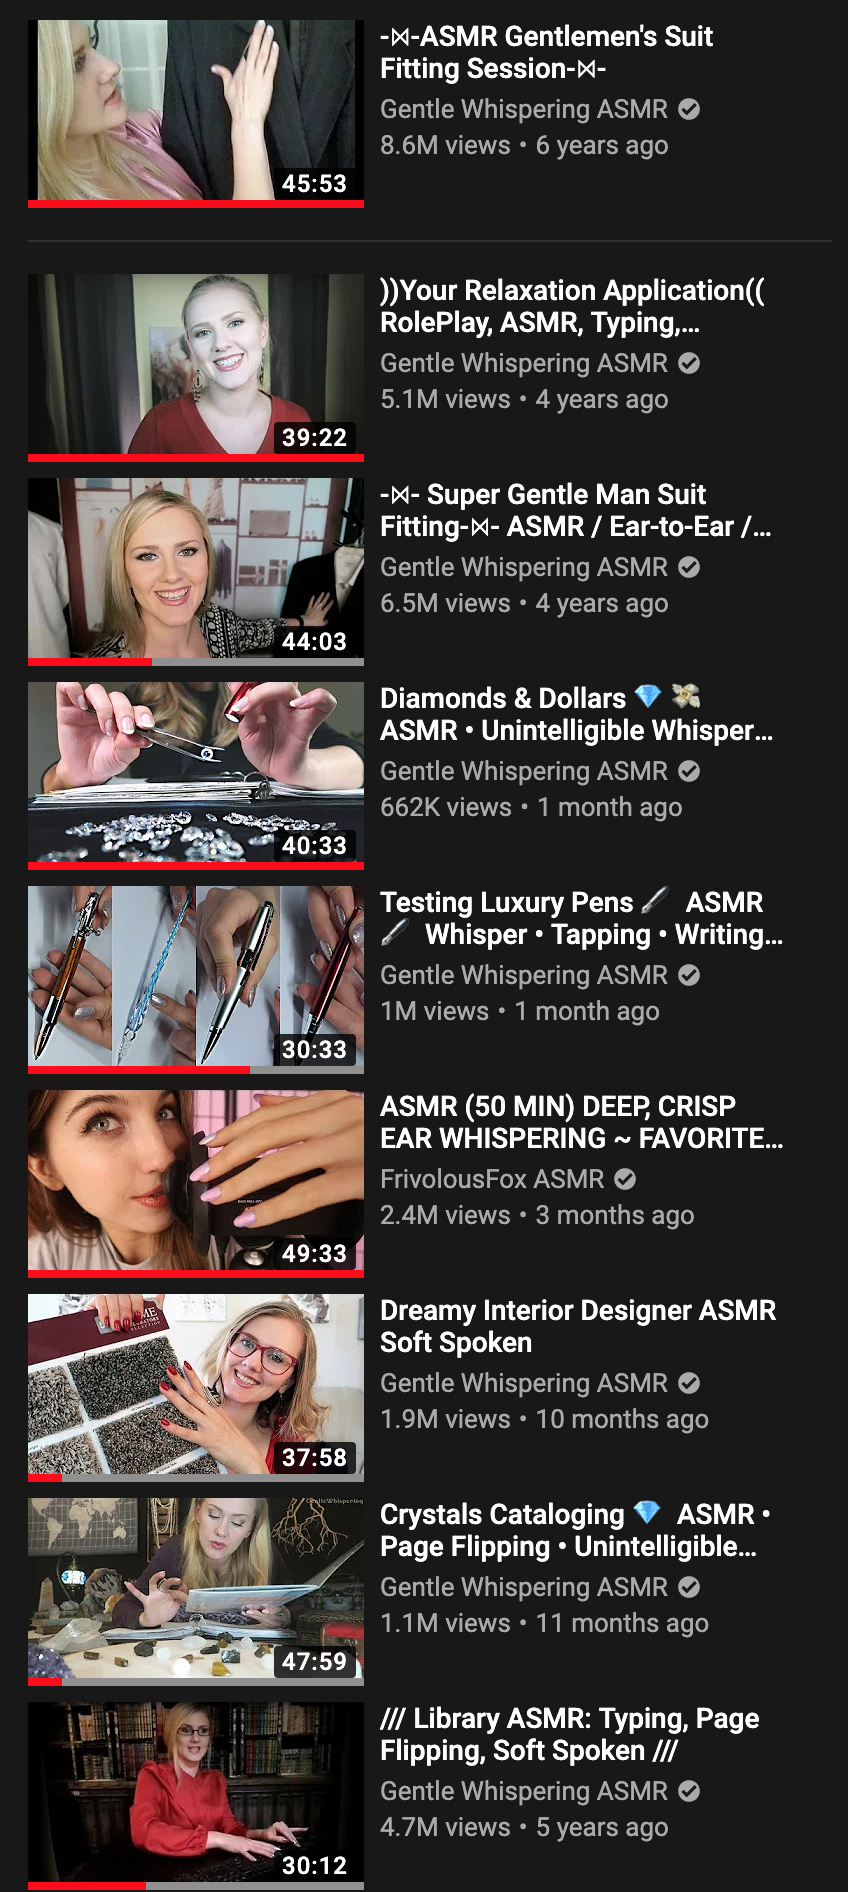 -⋈-ASMR Gentlemen's Suit
Fitting Session-⋈-
Gentle Whispering ASMR
8.6M views • 6 years ago
45:53
))Your Relaxation Application((
RolePlay, ASMR, Typing,...
Gentle Whispering ASMR
5.1M views • 4 years ago
39:22
-⋈- Super Gentle Man Suit
Fitting-⋈- ASMR / Ear-to-Ear /...
Gentle Whispering ASMR
6.5M views • 4 years ago
44:03
Diamonds & Dollars 💎 💸
ASMR • Unintelligible Whisper...
Gentle Whispering ASMR
662K views • 1 month ago
40:33
Testing Luxury Pens 🖊 ASMR
🖊 Whisper • Tapping • Writing...
Gentle Whispering ASMR
1M views • 1 month ago
30:33
ASMR (50 MIN) DEEP, CRISP
EAR WHISPERING ~ FAVORITE...
FrivolousFox ASMR
2.4M views • 3 months ago
49:33
Dreamy Interior Designer ASMR
Soft Spoken
Gentle Whispering ASMR
1.9M views • 10 months ago
37:58
Crystals Cataloging 💎 ASMR •
Page Flipping • Unintelligible...
Gentle Whispering ASMR
1.1M views • 11 months ago
GentleWhispering
47:59
/// Library ASMR: Typing, Page
Flipping, Soft Spoken ///
Gentle Whispering ASMR
4.7M views • 5 years ago
30:12